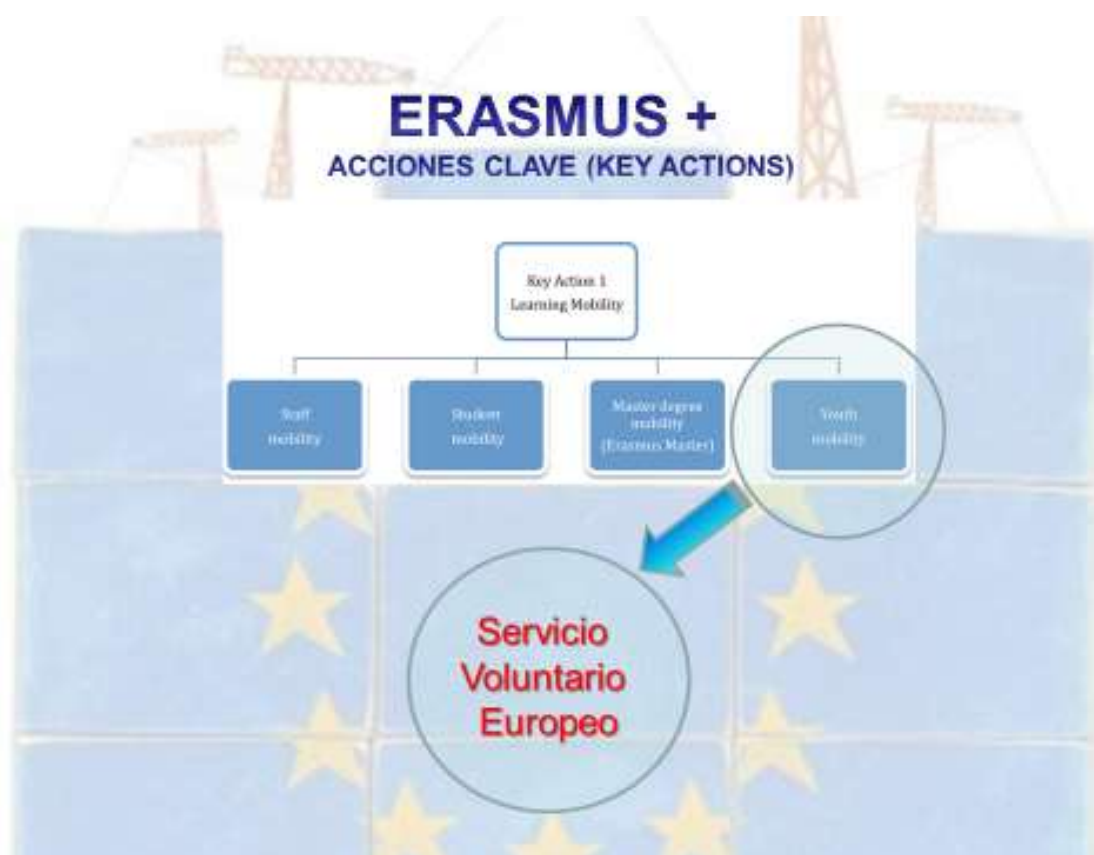 ERASMUS +
ACCIONES CLAVE (KEY ACTIONS)
Key Action 1
Learning Mobility
Staff
mobility
Student
mobility
Master degree
mobility
(Erasmus Master)
Youth
mobility
Servicio
Voluntario
Europeo